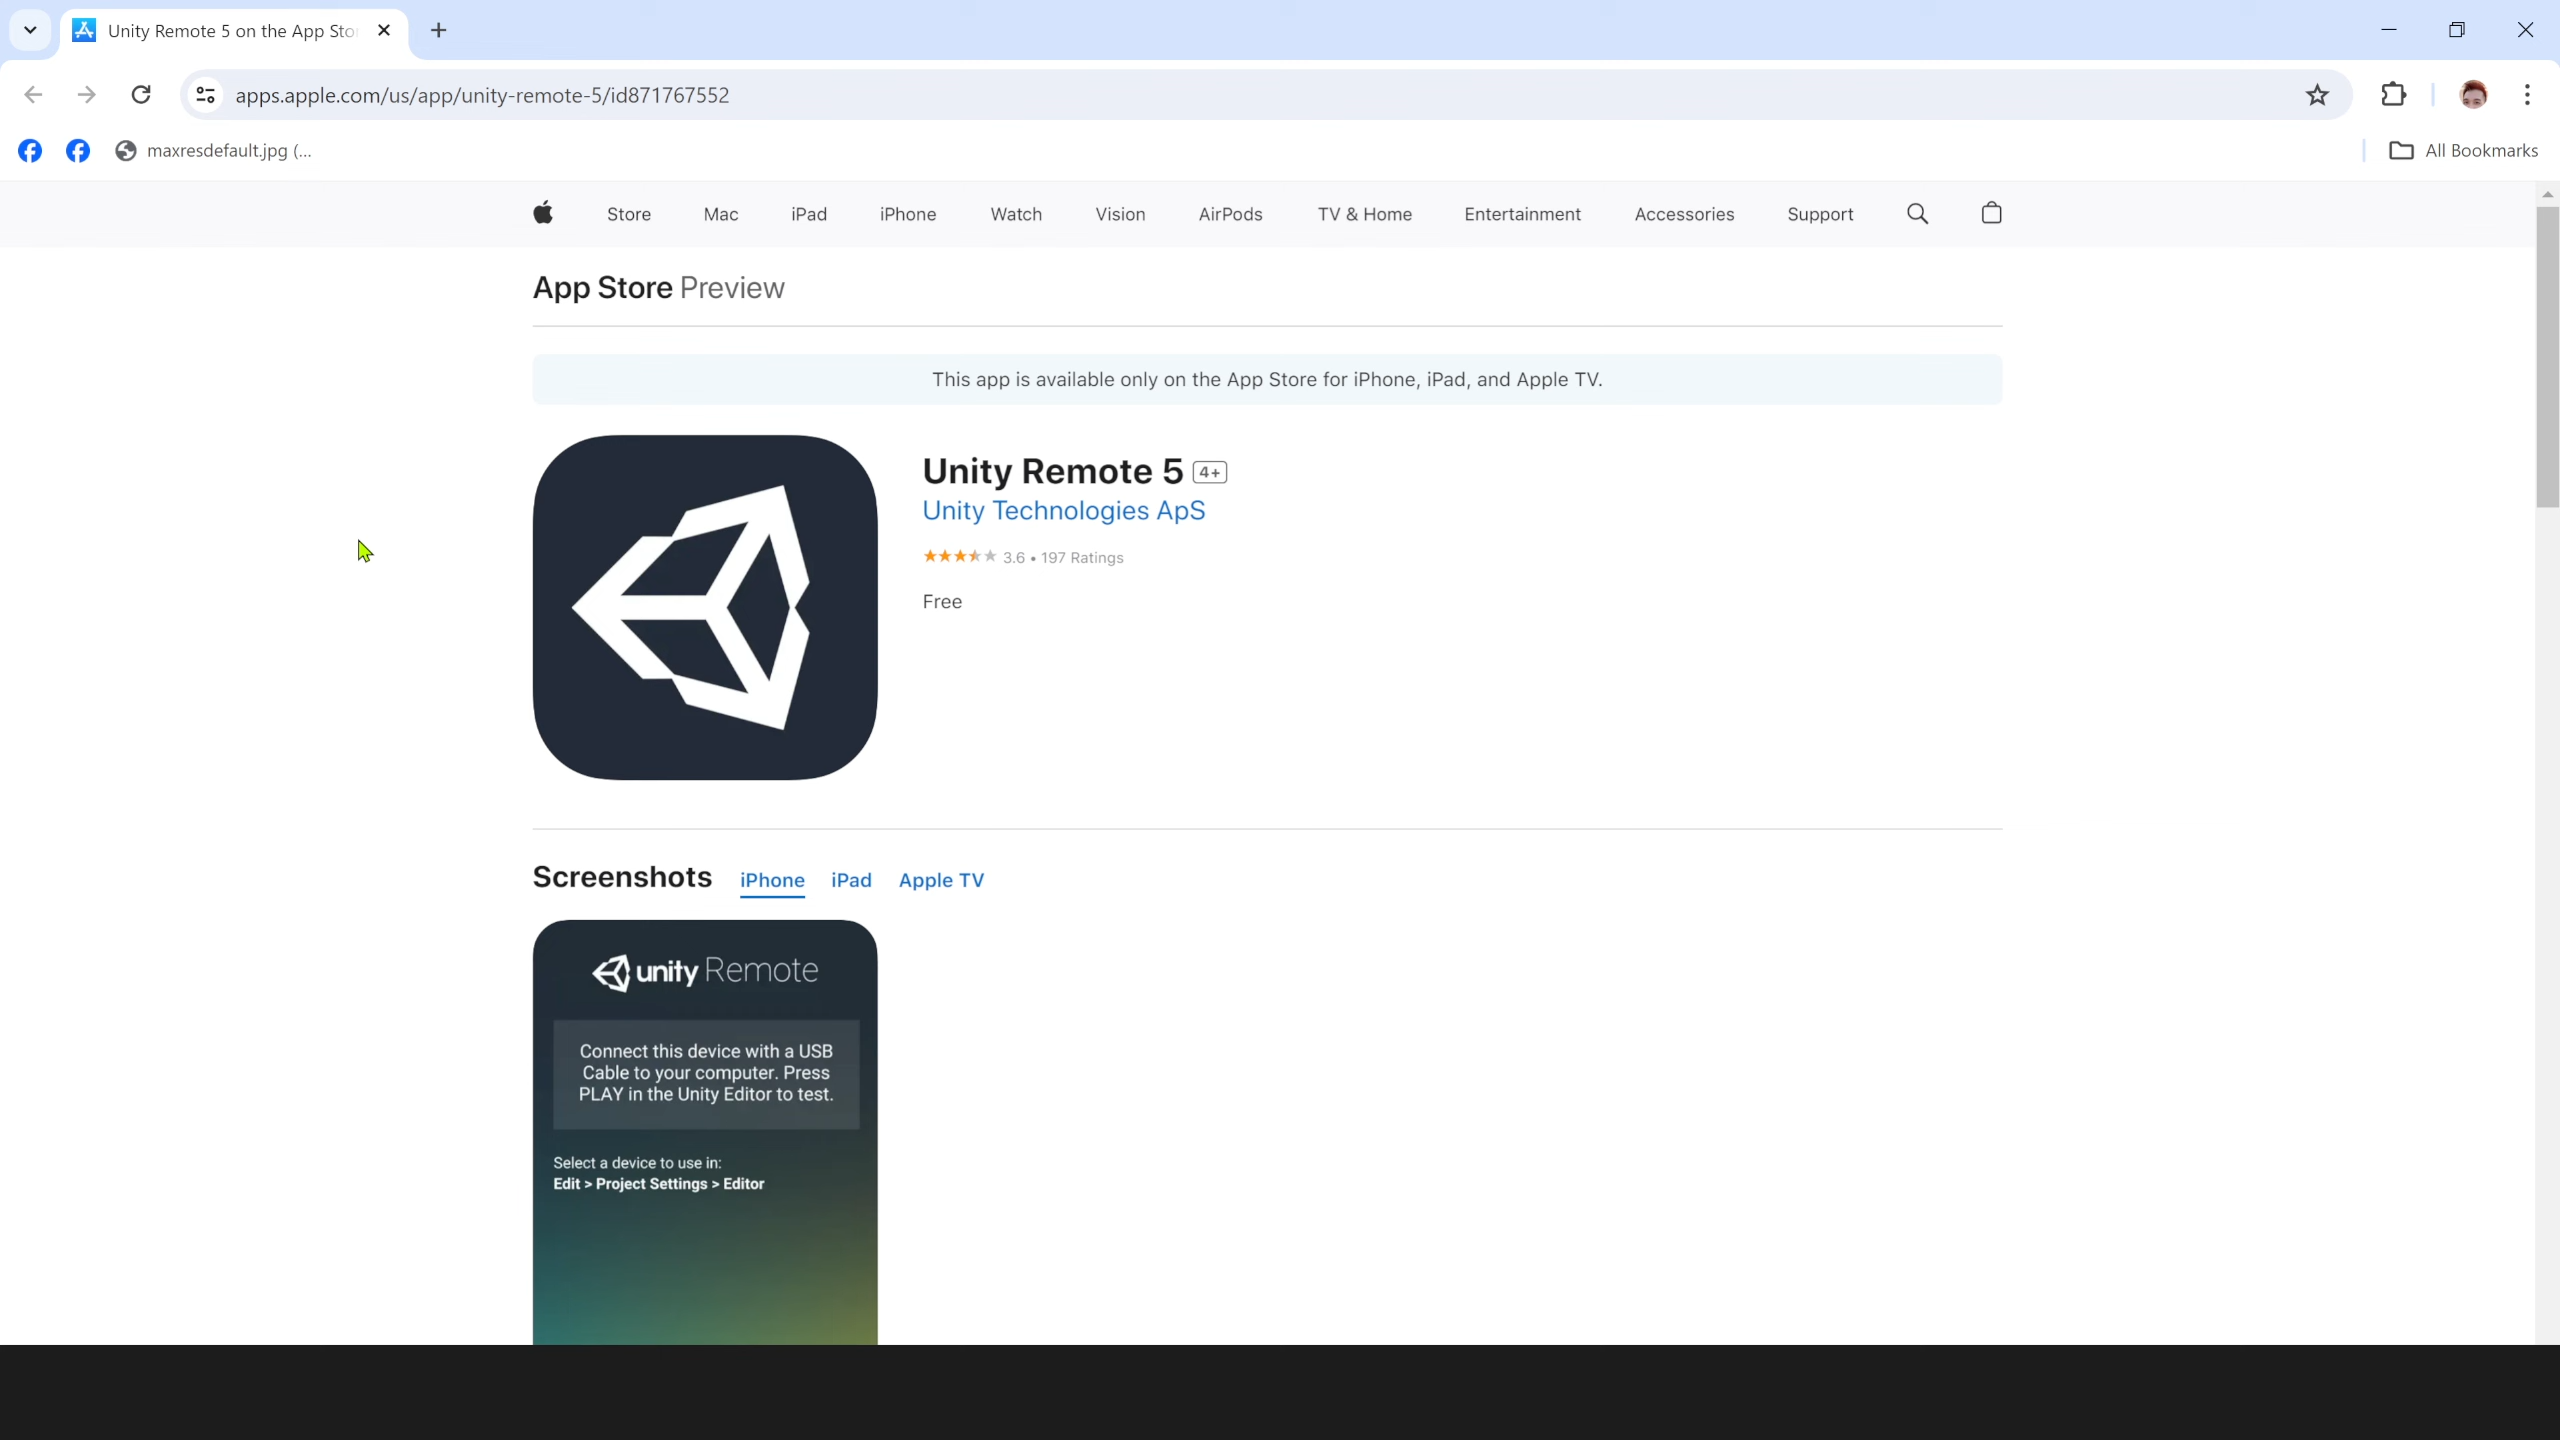 Unity Remote 5 on the App Sto
apps.apple.com/us/app/unity-remote-5/id871767552
maxresdefault.jpg (...
All Bookmarks
Store
Mac
iPad
iPhone
Watch
Vision
AirPods
TV & Home
Entertainment
Accessories
Support
App Store Preview
This app is available only on the App Store for iPhone, iPad, and Apple TV.
Unity Remote 5 4+
Unity Technologies ApS
3.6 • 197 Ratings
Free
Screenshots
iPhone
iPad
Apple TV
unity Remote
Connect this device with a USB
Cable to your computer. Press
PLAY in the Unity Editor to test.
Select a device to use in:
Edit > Project Settings > Editor